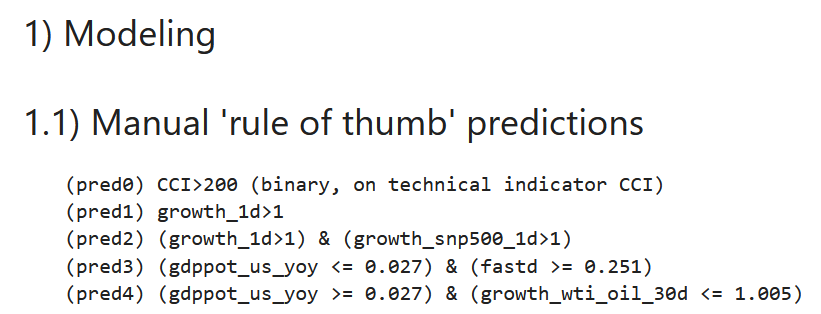 1) Modeling
1.1) Manual 'rule of thumb' predictions
(pred0) CCI>200 (binary, on technical indicator CCI)
(pred1) growth_1d>1
(pred2) (growth_1d>1) & (growth_snp500_1d>1)
(pred3) (gdppot_us_yoy <= 0.027) & (fastd >= 0.251)
(pred4) (gdppot_us_yoy >= 0.027) & (growth_wti_oil_30d <= 1.005)